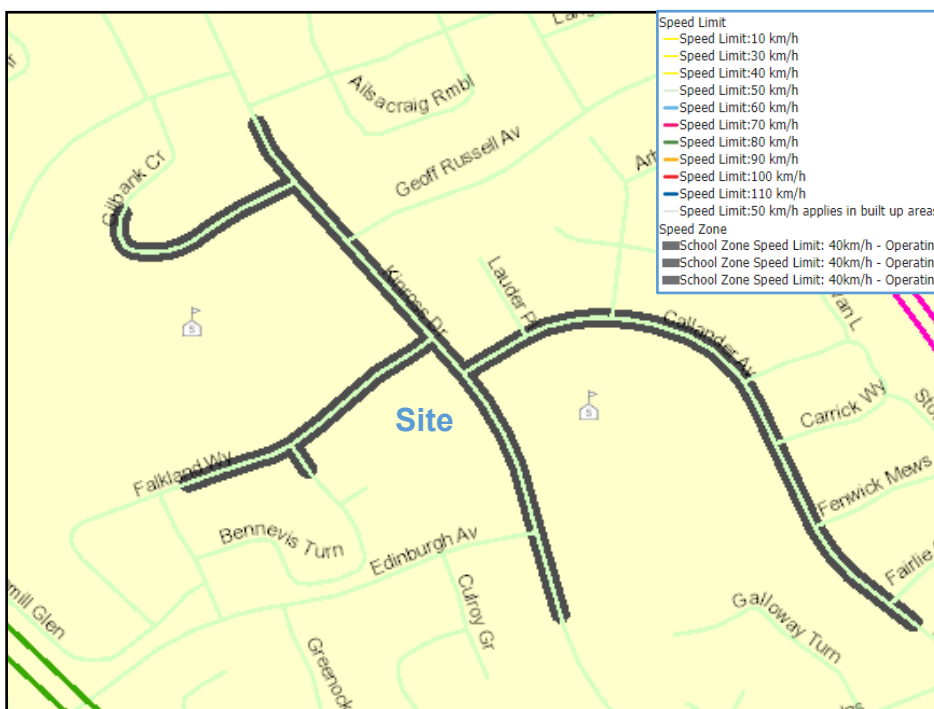 Speed Limit
Speed Limit:10 km/h
Speed Limit:30 km/h
Speed Limit:40 km/h
Speed Limit:50 km/h
Speed Limit:60 km/h
Speed Limit:70 km/h
Speed Limit:80 km/h
Speed Limit:90 km/h
Speed Limit:100 km/h
Speed Limit:110 km/h
Speed Limit:50 km/h applies in built up areas
Speed Zone
School Zone Speed Limit: 40km/h - Operatin
School Zone Speed Limit: 40km/h - Operatin
School Zone Speed Limit: 40km/h - Operatin
Ailsacraig Rmbl
Geoff Russell Av
Gilbank Cr
Kinross Dr
Lauder Pl
Callander Av
S
S
Site
Carrick Wy
Fenwick Mews
Fairlie
Falkland Wy
Bennevis Turn
Edinburgh Av
Culroy Gr
Galloway Turn
mill Glen
Greenock